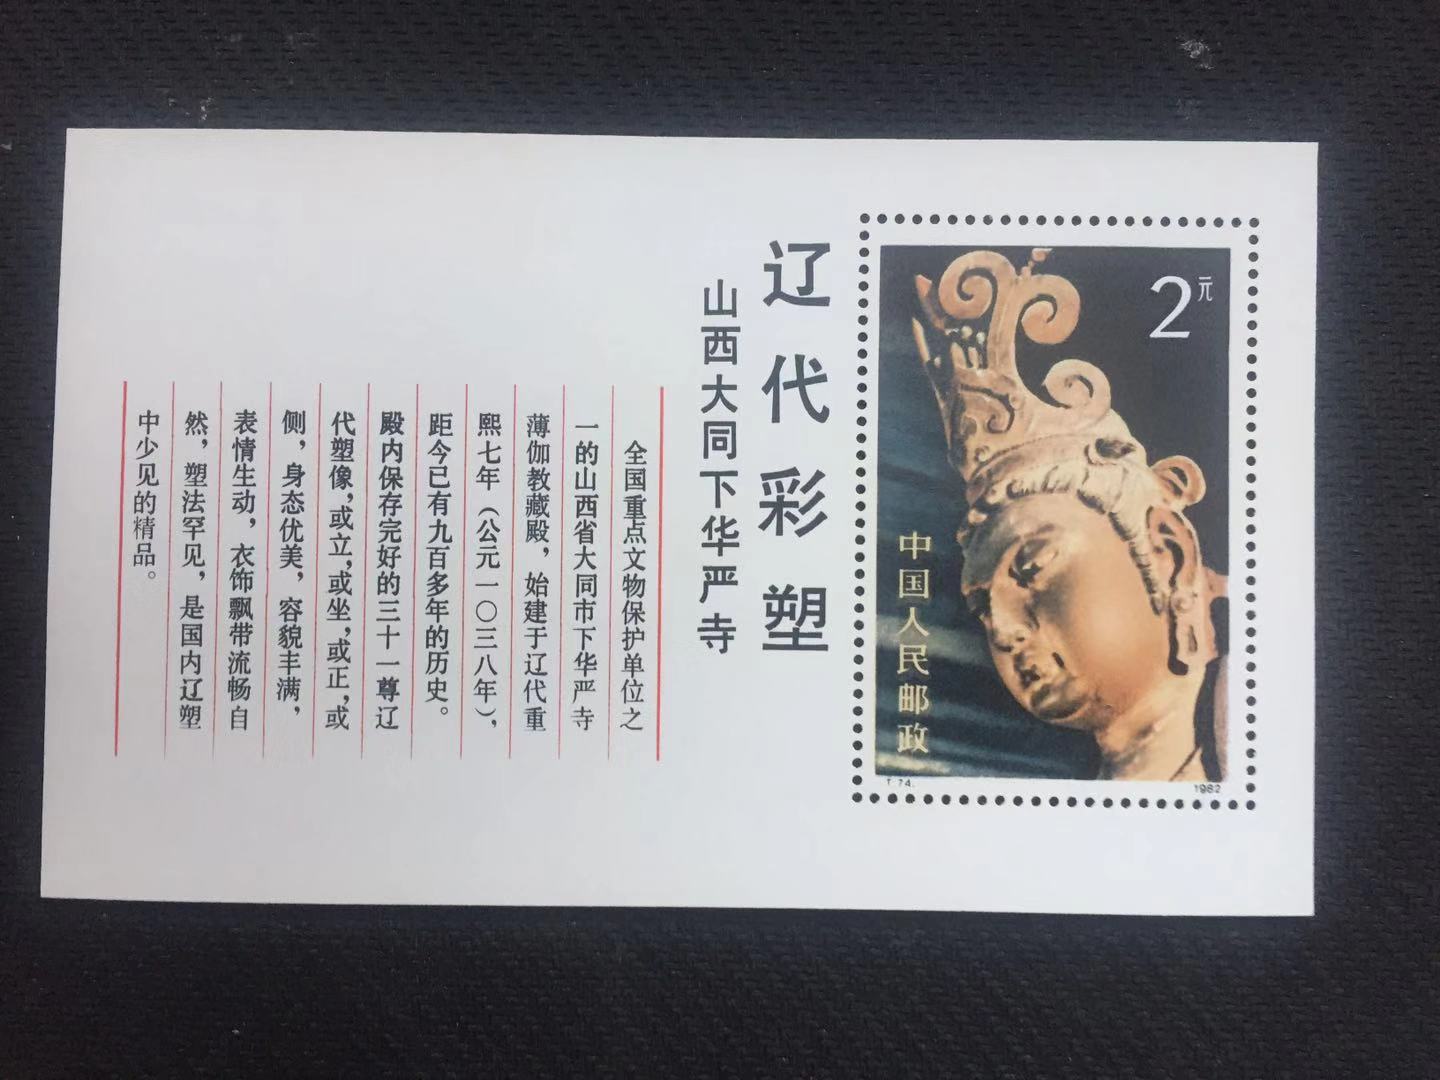 2元
中国人民邮政
T 74.
1982
辽代彩塑
山西大同下华严寺
全国重点文物保护单位之
一的山西省大同市下华严寺
薄伽教藏殿，始建于辽代重
熙七年（公元一〇三八年），
距今已有九百多年的历史。
殿内保存完好的三十一尊辽
代塑像，或立，或坐，或正，或
侧，身态优美，容貌丰满，
表情生动，衣饰飘带流畅自
然，塑法罕见，是国内辽塑
中少见的精品。